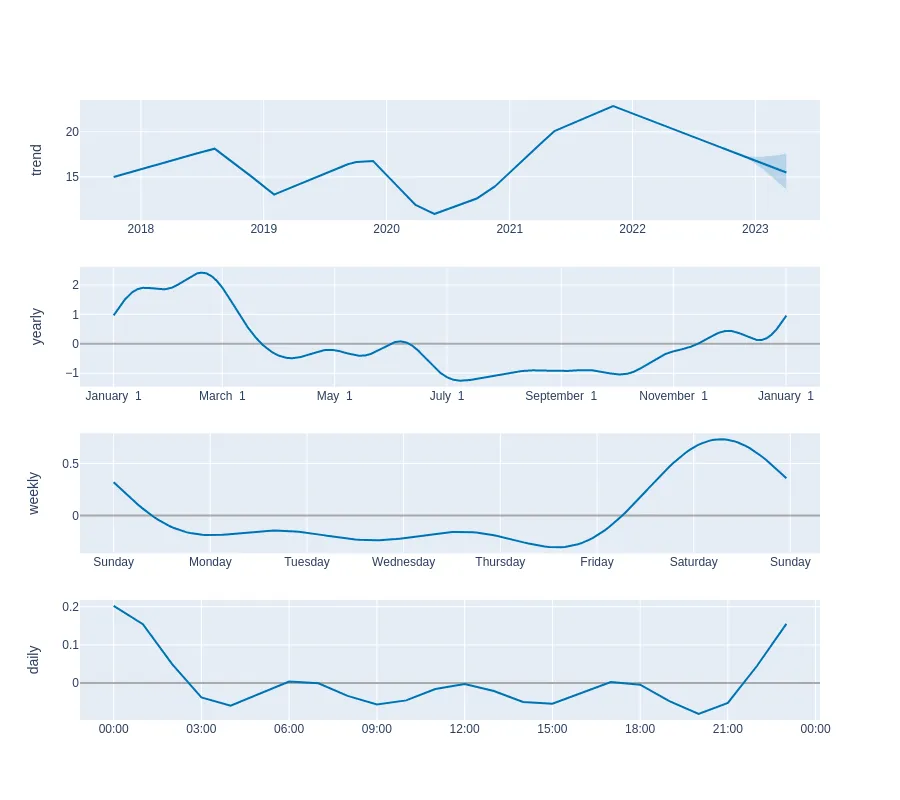 trend
20
15
2018 2019 2020 2021 2022 2023
yearly
2
1
0
−1
January 1 March 1 May 1 July 1 September 1 November 1 January 1
weekly
0.5
0
Sunday Monday Tuesday Wednesday Thursday Friday Saturday Sunday
daily
0.2
0.1
0
00:00 03:00 06:00 09:00 12:00 15:00 18:00 21:00 00:00